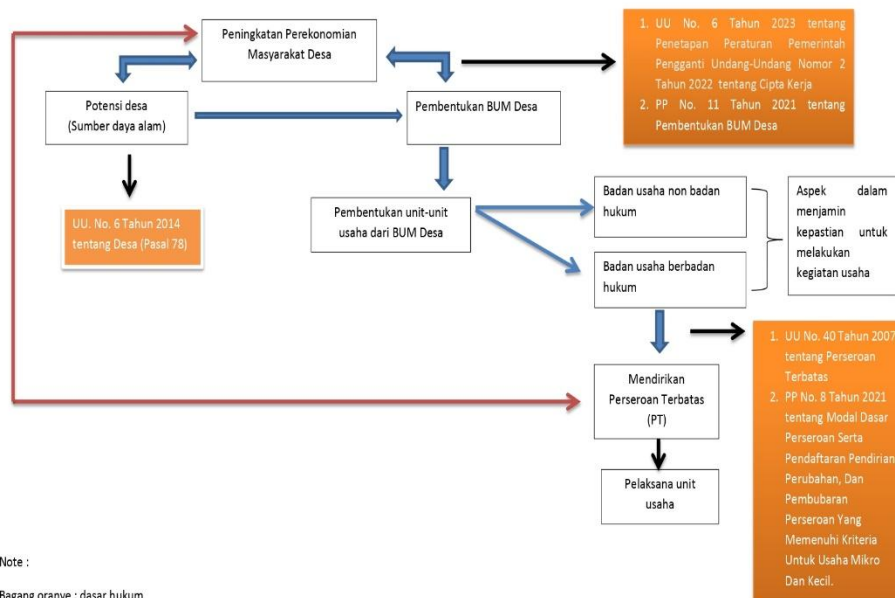 Peningkatan Perekonomian
Masyarakat Desa
1. UU No. 6 Tahun 2023 tentang
Penetapan Peraturan Pemerintah
Pengganti Undang-Undang Nomor 2
Tahun 2022 tentang Cipta Kerja
2. PP No. 11 Tahun 2021 tentang
Pembentukan BUM Desa
Potensi desa
(Sumber daya alam)
Pembentukan BUM Desa
UU. No. 6 Tahun 2014
tentang Desa (Pasal 78)
Pembentukan unit-unit
usaha dari BUM Desa
Badan usaha non badan
hukum
Badan usaha berbadan
hukum
Aspek dalam
menjamin
kepastian untuk
melakukan
kegiatan usaha
1. UU No. 40 Tahun 2007
tentang Perseroan
Terbatas
2. PP No. 8 Tahun 2021
tentang Modal Dasar
Perseroan Serta
Pendaftaran Pendirian
Perubahan, Dan
Pembubaran
Perseroan Yang
Memenuhi Kriteria
Untuk Usaha Mikro
Dan Kecil.
Mendirikan
Perseroan Terbatas
(PT)
Pelaksana unit
usaha
Note :
Bagang oranye : dasar hukum